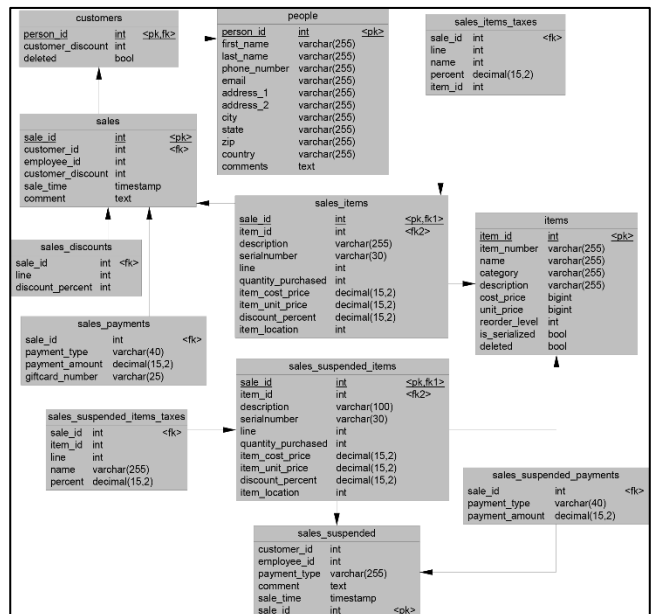 customers
person_id int <pk,fk>
customer_discount int
deleted bool
people
person_id int <pk>
first_name varchar(255)
last_name varchar(255)
phone_number varchar(255)
email varchar(255)
address_1 varchar(255)
address_2 varchar(255)
city varchar(255)
state varchar(255)
zip varchar(255)
country varchar(255)
comments text
sales_items_taxes
sale_id int <fk>
line int
name int
percent decimal(15,2)
item_id int
sales
sale_id int <pk>
customer_id int <fk>
employee_id int
customer_discount int
sale_time timestamp
comment text
sales_items
sale_id int <pk,fk1>
item_id int <fk2>
description varchar(255)
serialnumber varchar(30)
line int
quantity_purchased int
item_cost_price decimal(15,2)
item_unit_price decimal(15,2)
discount_percent decimal(15,2)
item_location int
items
item_id int <pk>
item_number varchar(255)
name varchar(255)
category varchar(255)
description varchar(255)
cost_price bigint
unit_price bigint
reorder_level int
is_serialized bool
deleted bool
sales_discounts
sale_id int <fk>
line int
discount_percent int
sales_payments
sale_id int <fk>
payment_type varchar(40)
payment_amount decimal(15,2)
giftcard_number varchar(25)
sales_suspended_items
sale_id int <pk,fk1>
item_id int <fk2>
description varchar(100)
serialnumber varchar(30)
line int
quantity_purchased int
item_cost_price decimal(15,2)
item_unit_price decimal(15,2)
discount_percent decimal(15,2)
item_location int
sales_suspended_items_taxes
sale_id int <fk>
item_id int
line int
name varchar(255)
percent decimal(15,2)
sales_suspended_payments
sale_id int <fk>
payment_type varchar(40)
payment_amount decimal(15,2)
sales_suspended
customer_id int
employee_id int
payment_type varchar(255)
comment text
sale_time timestamp
sale_id int <pk>